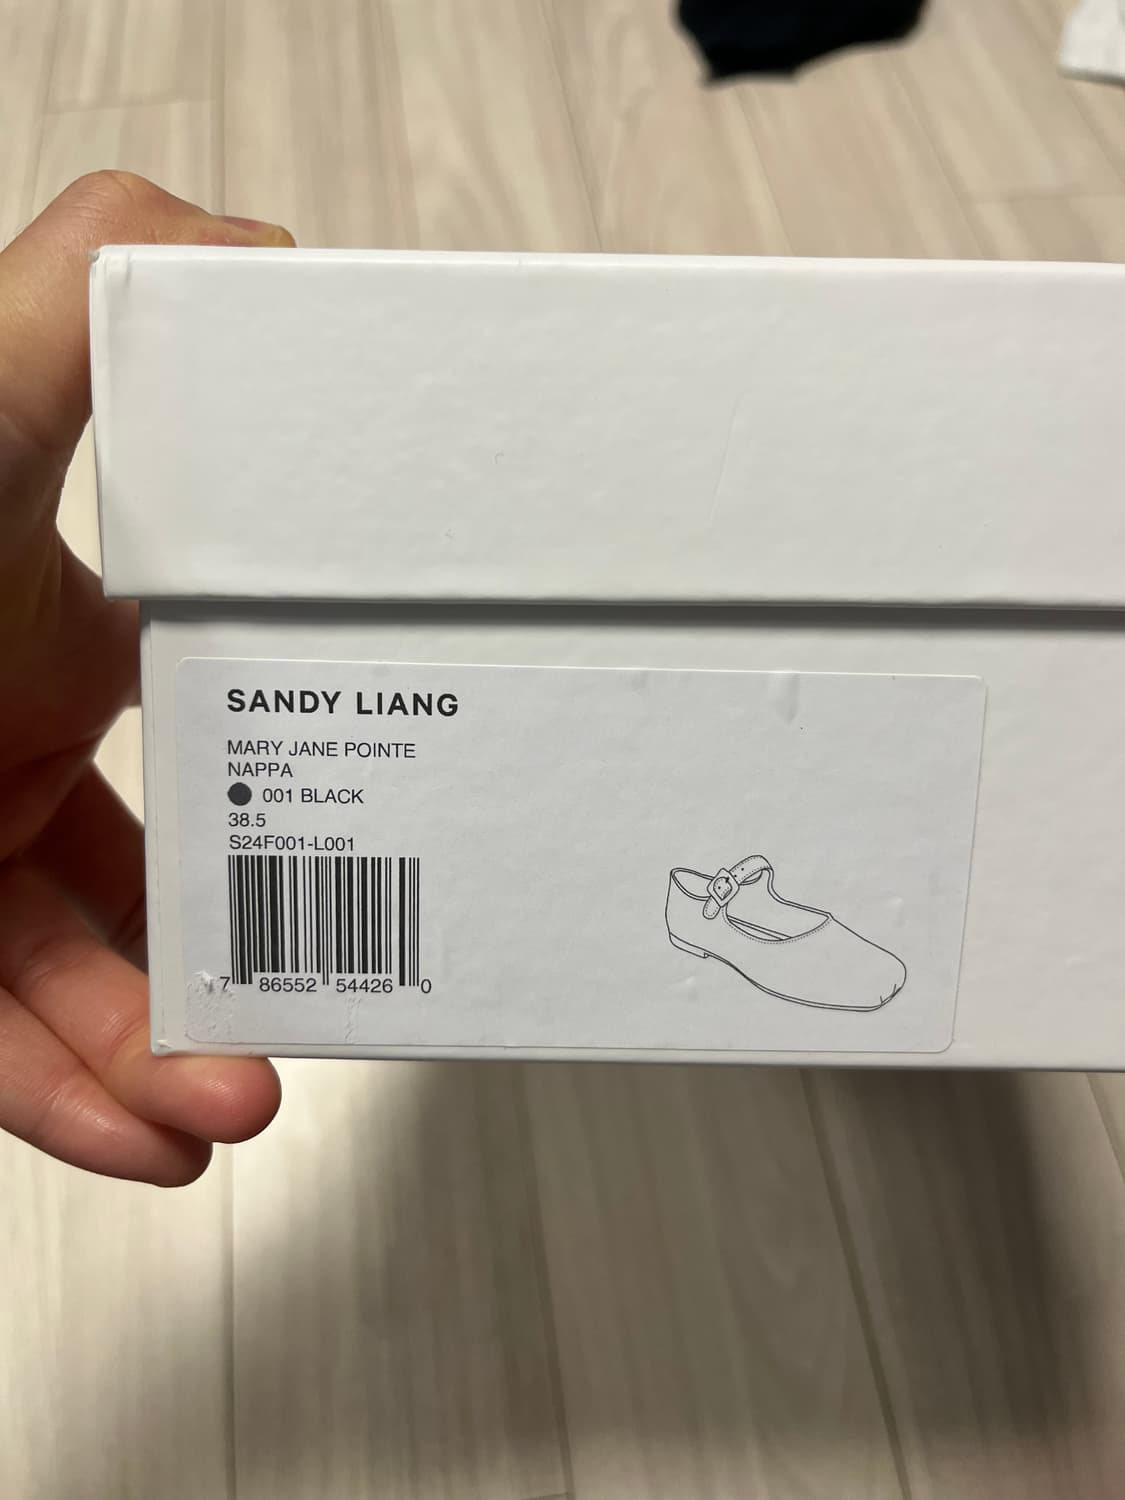 SANDY LIANG
MARY JANE POINTE
NAPPA
001 BLACK
38.5
S24F001-L001
7 86552 54426 0